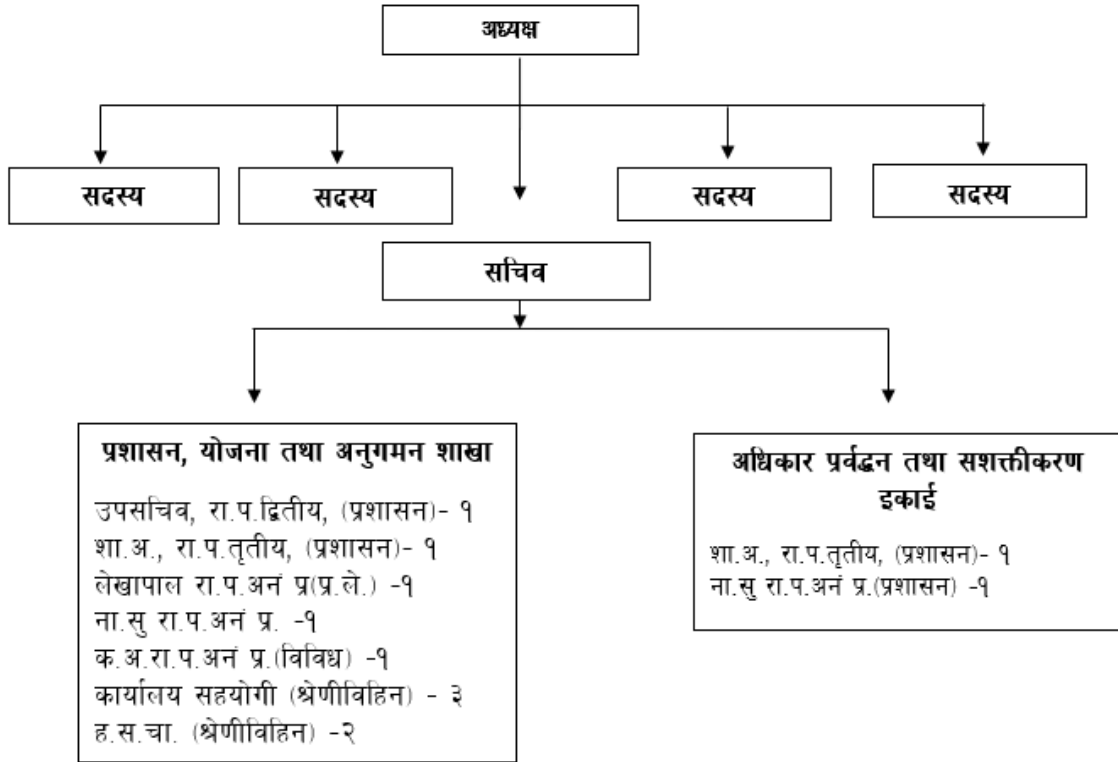 अध्यक्ष
सदस्य
सदस्य
सदस्य
सदस्य
सचिव
प्रशासन, योजना तथा अनुगमन शाखा
उपसचिव, रा.प.द्वितीय, (प्रशासन)- १
शा.अ., रा.प.तृतीय, (प्रशासन)- १
लेखापाल रा.प.अनं प्र(प्र.ले.) -१
ना.सु रा.प.अनं प्र. -१
क.अ.रा.प.अनं प्र.(विविध) -१
कार्यालय सहयोगी (श्रेणीविहिन) - ३
ह.स.चा. (श्रेणीविहिन) -२
अधिकार प्रर्वद्धन तथा सशक्तीकरण
इकाई
शा.अ., रा.प.तृतीय, (प्रशासन)- १
ना.सु रा.प.अनं प्र.(प्रशासन) -१